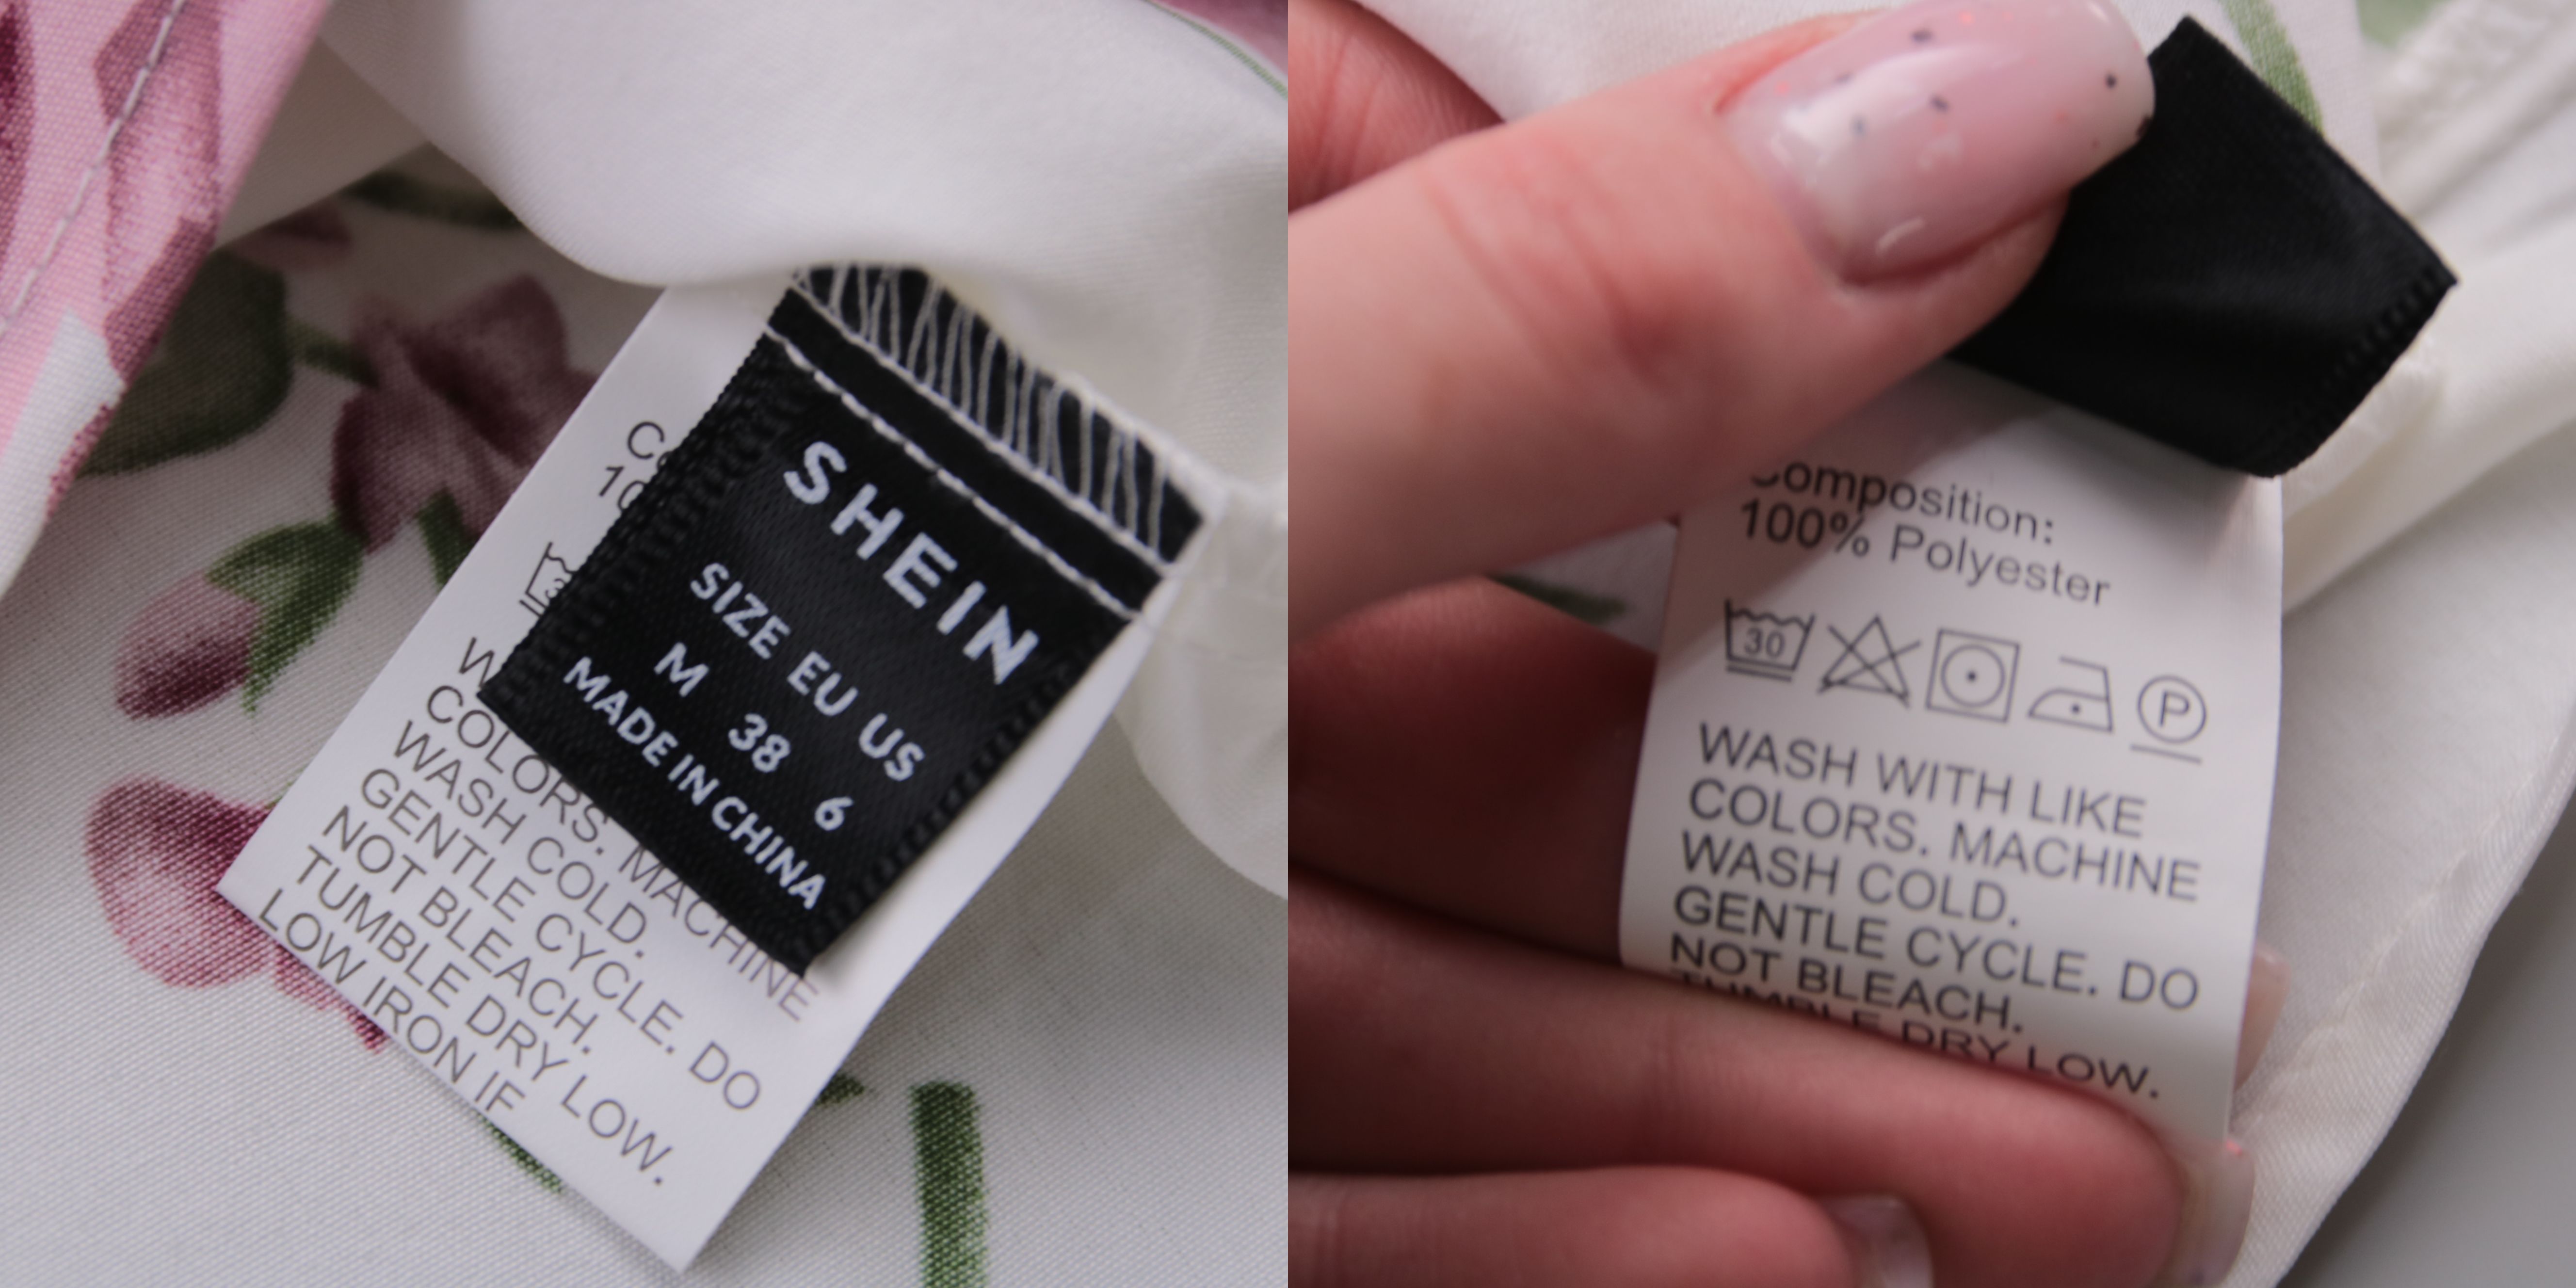 SHEIN
SIZE EU US
M 38 6
MADE IN CHINA
COLORS. MACHINE
WASH COLD.
GENTLE CYCLE. DO
NOT BLEACH.
TUMBLE DRY LOW.
LOW IRON IF
Composition:
100% Polyester
30
P
WASH WITH LIKE
COLORS. MACHINE
WASH COLD.
GENTLE CYCLE. DO
NOT BLEACH.
TUMBLE DRY LOW.